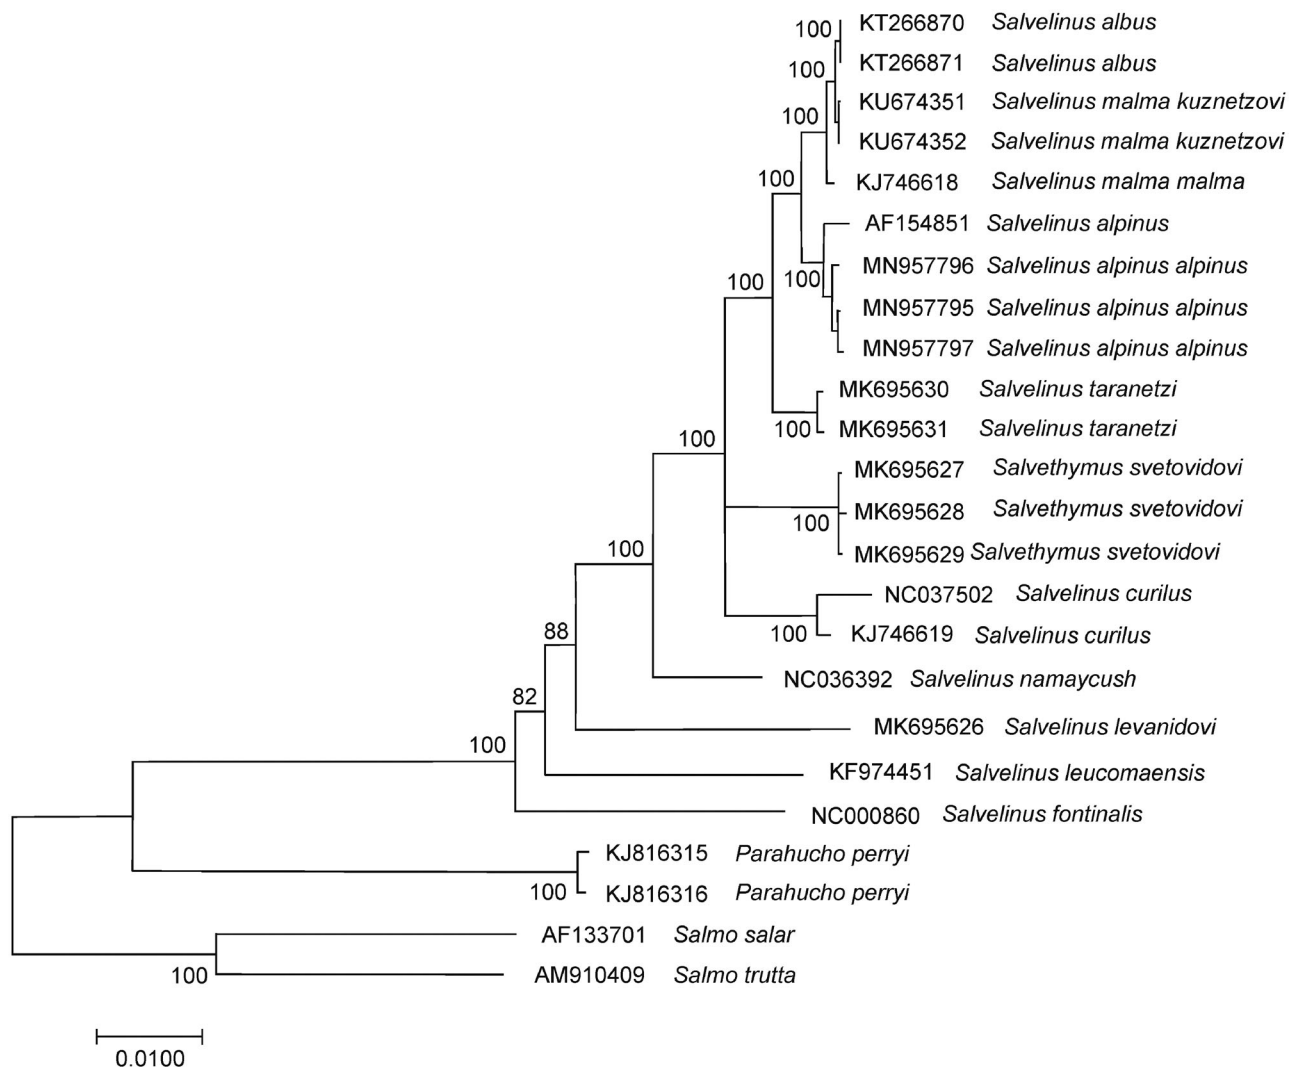 100 KT266870 Salvelinus albus
100 KT266871 Salvelinus albus
KU674351 Salvelinus malma kuznetzovi
100 KU674352 Salvelinus malma kuznetzovi
100 KJ746618 Salvelinus malma malma
AF154851 Salvelinus alpinus
100 100 MN957796 Salvelinus alpinus alpinus
MN957795 Salvelinus alpinus alpinus
MN957797 Salvelinus alpinus alpinus
MK695630 Salvelinus taranetzi
100 100 MK695631 Salvelinus taranetzi
MK695627 Salvethymus svetovidovi
100 MK695628 Salvethymus svetovidovi
100 MK695629 Salvethymus svetovidovi
NC037502 Salvelinus curilus
88 100 KJ746619 Salvelinus curilus
NC036392 Salvelinus namaycush
82
MK695626 Salvelinus levanidovi
100
KF974451 Salvelinus leucomaensis
NC000860 Salvelinus fontinalis
KJ816315 Parahucho perryi
100 KJ816316 Parahucho perryi
AF133701 Salmo salar
100 AM910409 Salmo trutta
0.0100